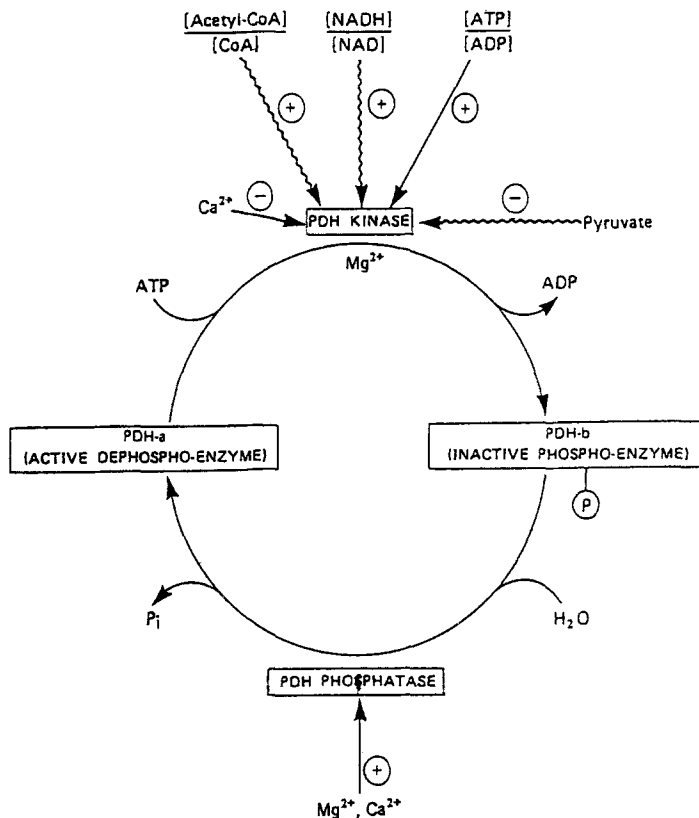 [Acetyl-CoA]
[CoA]
[NADH]
[NAD]
[ATP]
[ADP]
+
+
+
Ca²⁺
−
PDH KINASE
−
Pyruvate
Mg²⁺
ATP
ADP
PDH-a
(ACTIVE DEPHOSPHO-ENZYME)
PDH-b
(INACTIVE PHOSPHO-ENZYME)
P
Pi
H₂O
PDH PHOSPHATASE
+
Mg²⁺, Ca²⁺